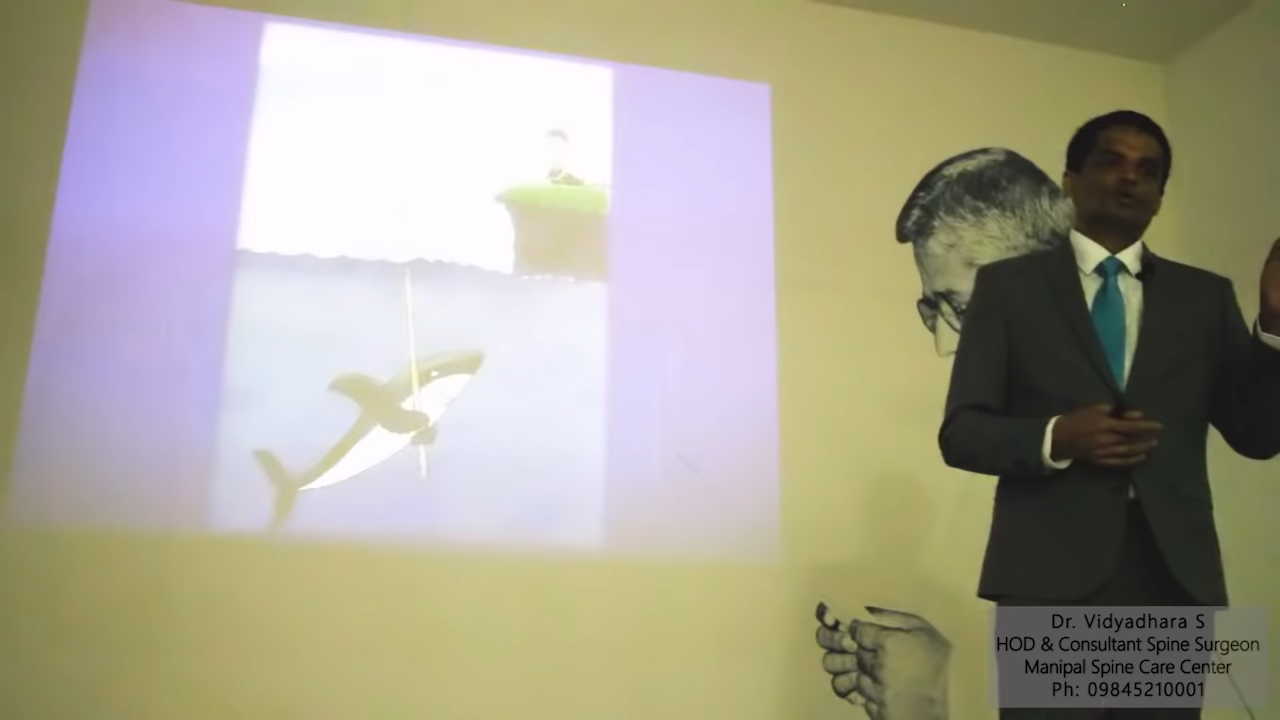 Dr. Vidyadhara S
HOD & Consultant Spine Surgeon
Manipal Spine Care Center
Ph: 09845210001